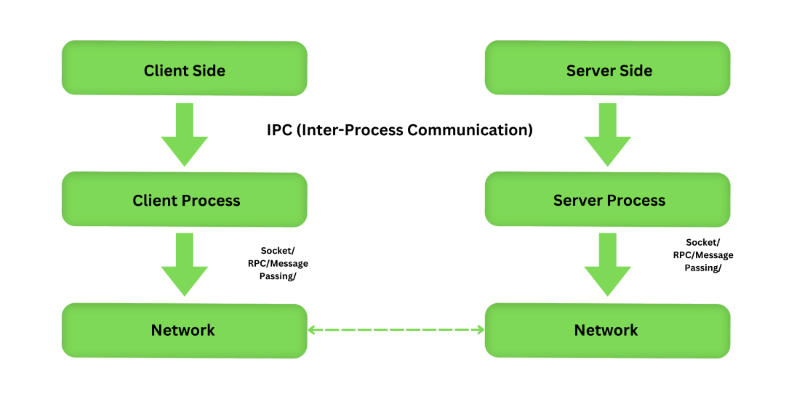 Client Side
Server Side
IPC (Inter-Process Communication)
Client Process
Server Process
Socket/
RPC/Message
Passing/
Socket/
RPC/Message
Passing/
Network
Network